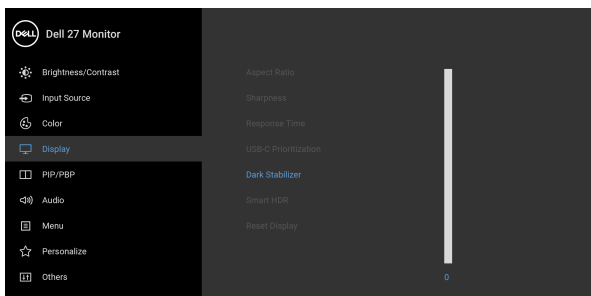 DELL
Dell 27 Monitor
Brightness/Contrast
Input Source
Color
Display
PIP/PBP
Audio
Menu
Personalize
Others
Aspect Ratio
Sharpness
Response Time
USB-C Prioritization
Dark Stabilizer
Smart HDR
Reset Display
0